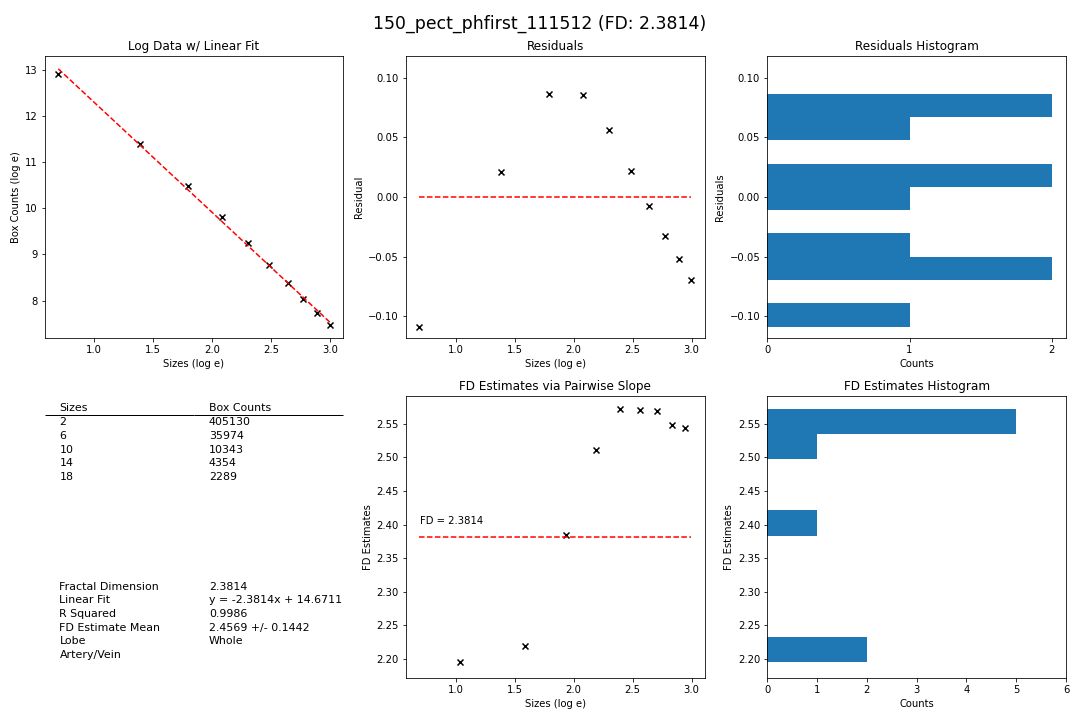 150_pect_phfirst_111512 (FD: 2.3814)
Log Data w/ Linear Fit
Box Counts (log e)
13
12
11
10
9
8
1.0 1.5 2.0 2.5 3.0
Sizes (log e)
Residuals
Residual
0.10
0.05
0.00
−0.05
−0.10
1.0 1.5 2.0 2.5 3.0
Sizes (log e)
Residuals Histogram
Residuals
0.10
0.05
0.00
−0.05
−0.10
0 1 2
Counts
Sizes Box Counts
2 405130
6 35974
10 10343
14 4354
18 2289
Fractal Dimension 2.3814
Linear Fit y = -2.3814x + 14.6711
R Squared 0.9986
FD Estimate Mean 2.4569 +/- 0.1442
Lobe Whole
Artery/Vein
FD Estimates via Pairwise Slope
FD Estimates
2.55
2.50
2.45
2.40
2.35
2.30
2.25
2.20
FD = 2.3814
1.0 1.5 2.0 2.5 3.0
Sizes (log e)
FD Estimates Histogram
FD Estimates
2.55
2.50
2.45
2.40
2.35
2.30
2.25
2.20
0 1 2 3 4 5 6
Counts